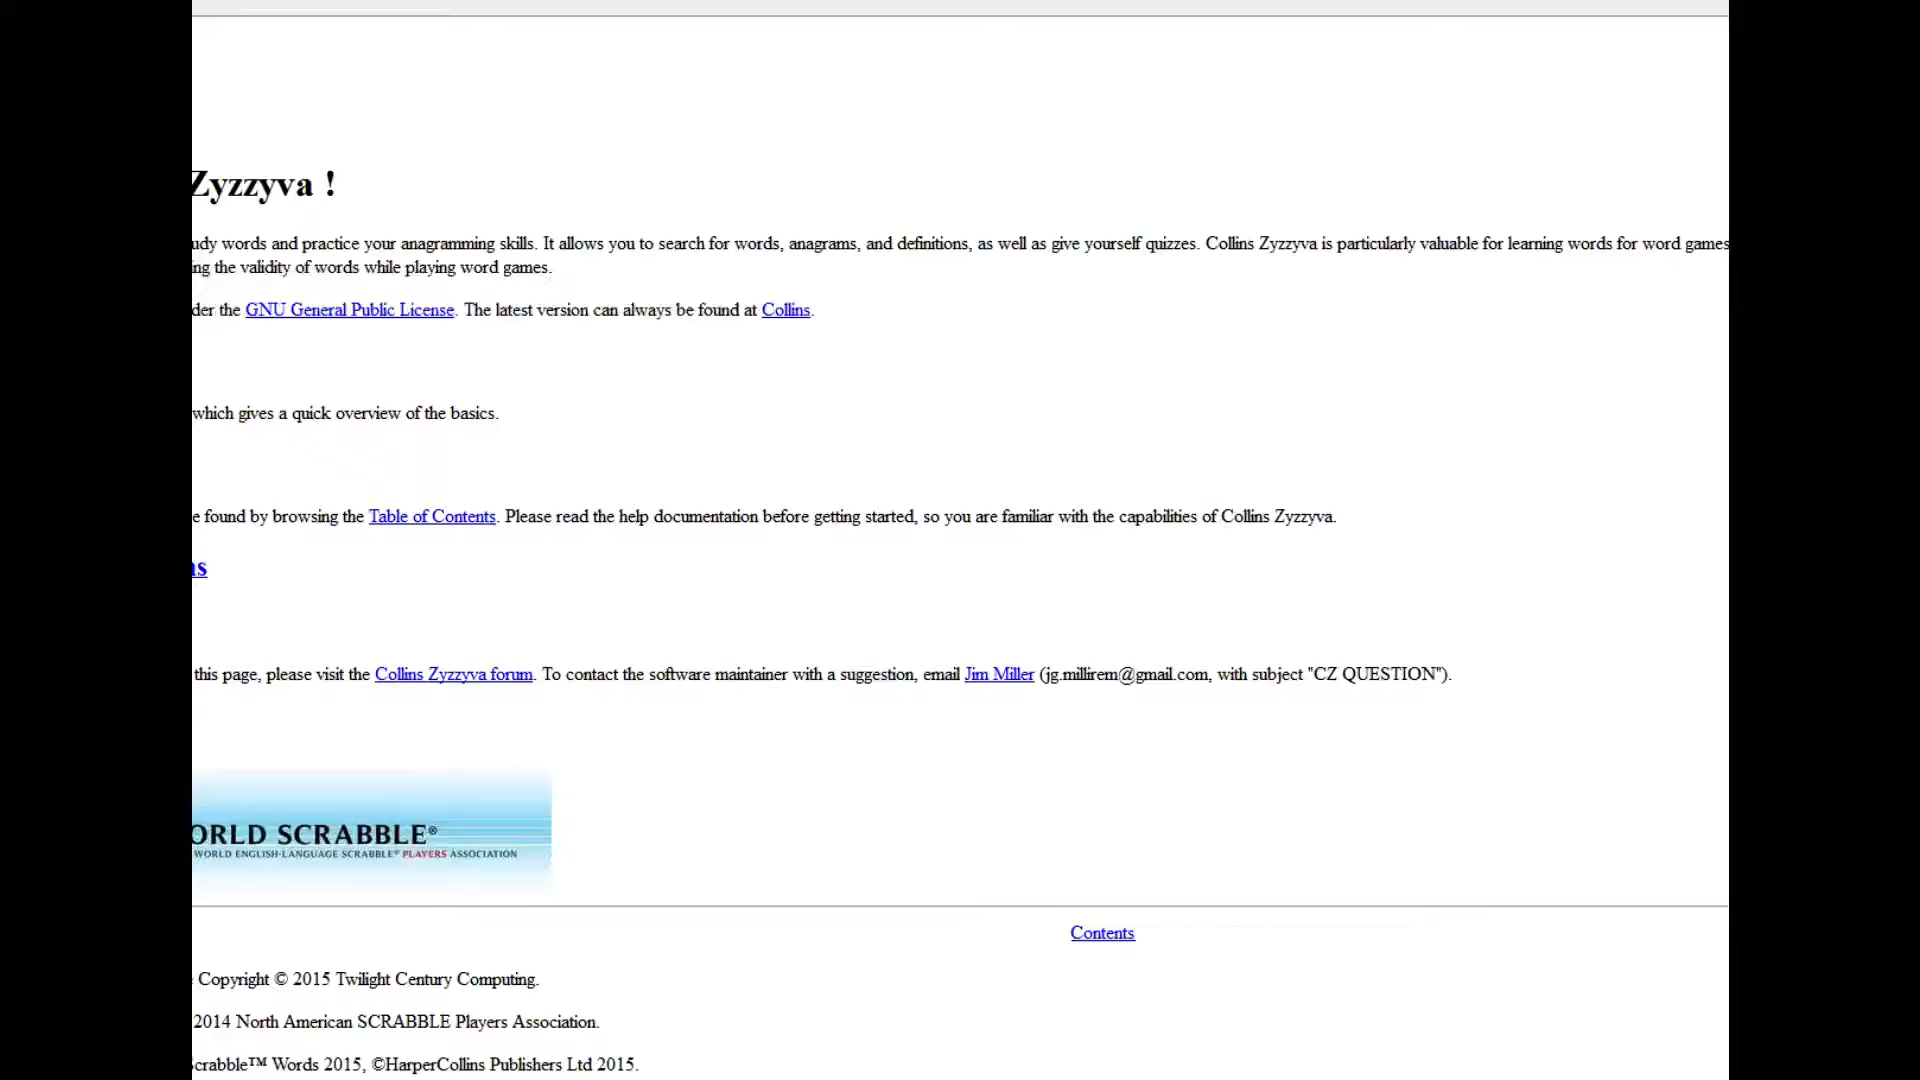 Zyzzyva !
udy words and practice your anagramming skills. It allows you to search for words, anagrams, and definitions, as well as give yourself quizzes. Collins Zyzzyva is particularly valuable for learning words for word games
ing the validity of words while playing word games.
der the GNU General Public License. The latest version can always be found at Collins.
which gives a quick overview of the basics.
e found by browsing the Table of Contents. Please read the help documentation before getting started, so you are familiar with the capabilities of Collins Zyzzyva.
ns
this page, please visit the Collins Zyzzyva forum. To contact the software maintainer with a suggestion, email Jim Miller (jg.millirem@gmail.com, with subject "CZ QUESTION").
ORLD SCRABBLE®
WORLD ENGLISH-LANGUAGE SCRABBLE® PLAYERS ASSOCIATION
Contents
Copyright © 2015 Twilight Century Computing.
2014 North American SCRABBLE Players Association.
Scrabble™ Words 2015, ©HarperCollins Publishers Ltd 2015.